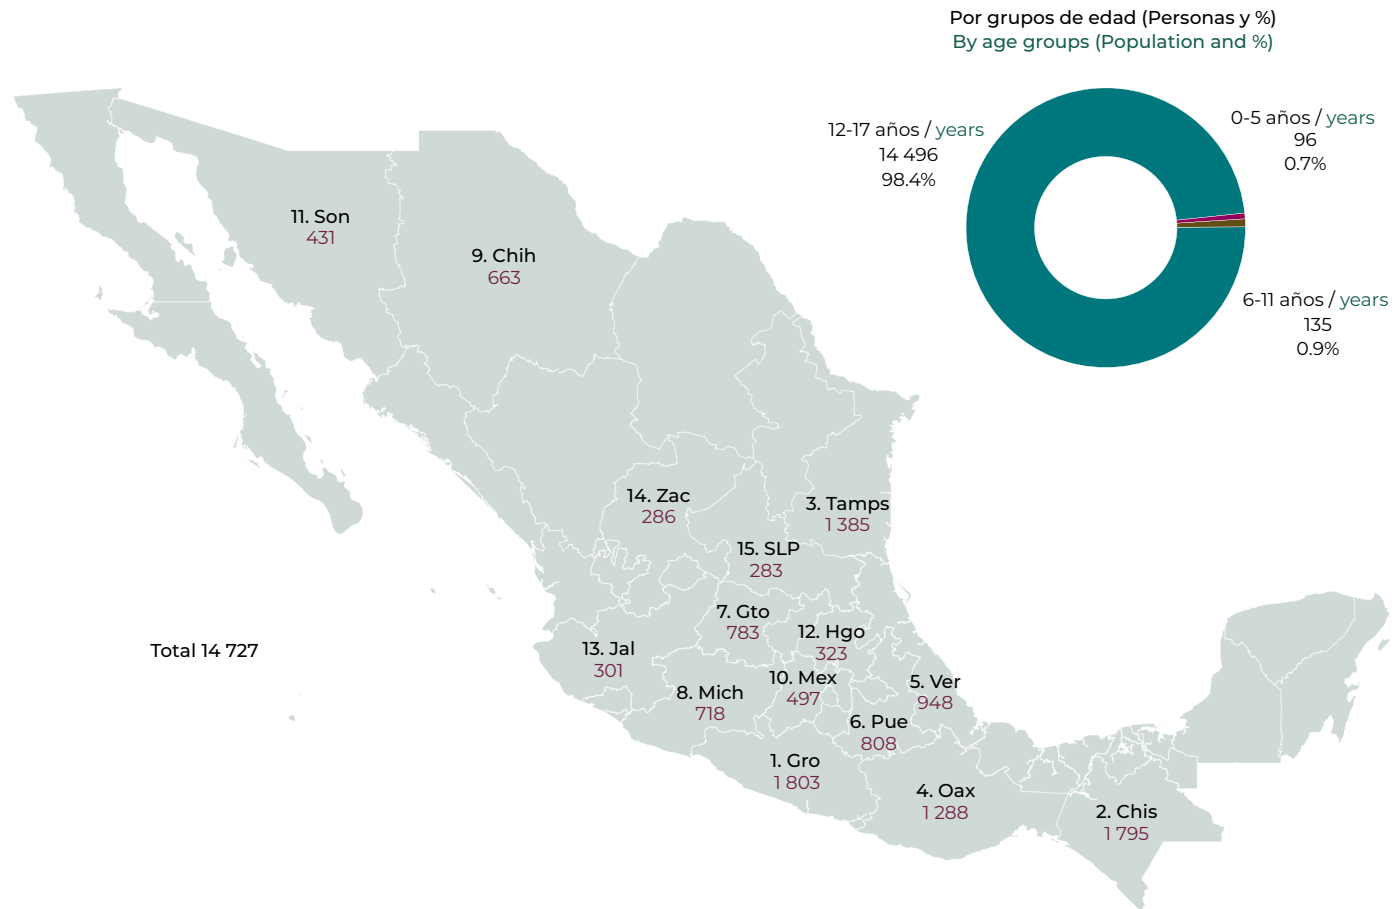 Por grupos de edad (Personas y %)
By age groups (Population and %)
12-17 años / years
14 496
98.4%
0-5 años / years
96
0.7%
6-11 años / years
135
0.9%
11. Son
431
9. Chih
663
14. Zac
286
3. Tamps
1 385
15. SLP
283
7. Gto
783
12. Hgo
323
13. Jal
301
Total 14 727
10. Mex
497
8. Mich
718
5. Ver
948
6. Pue
808
1. Gro
1 803
4. Oax
1 288
2. Chis
1 795